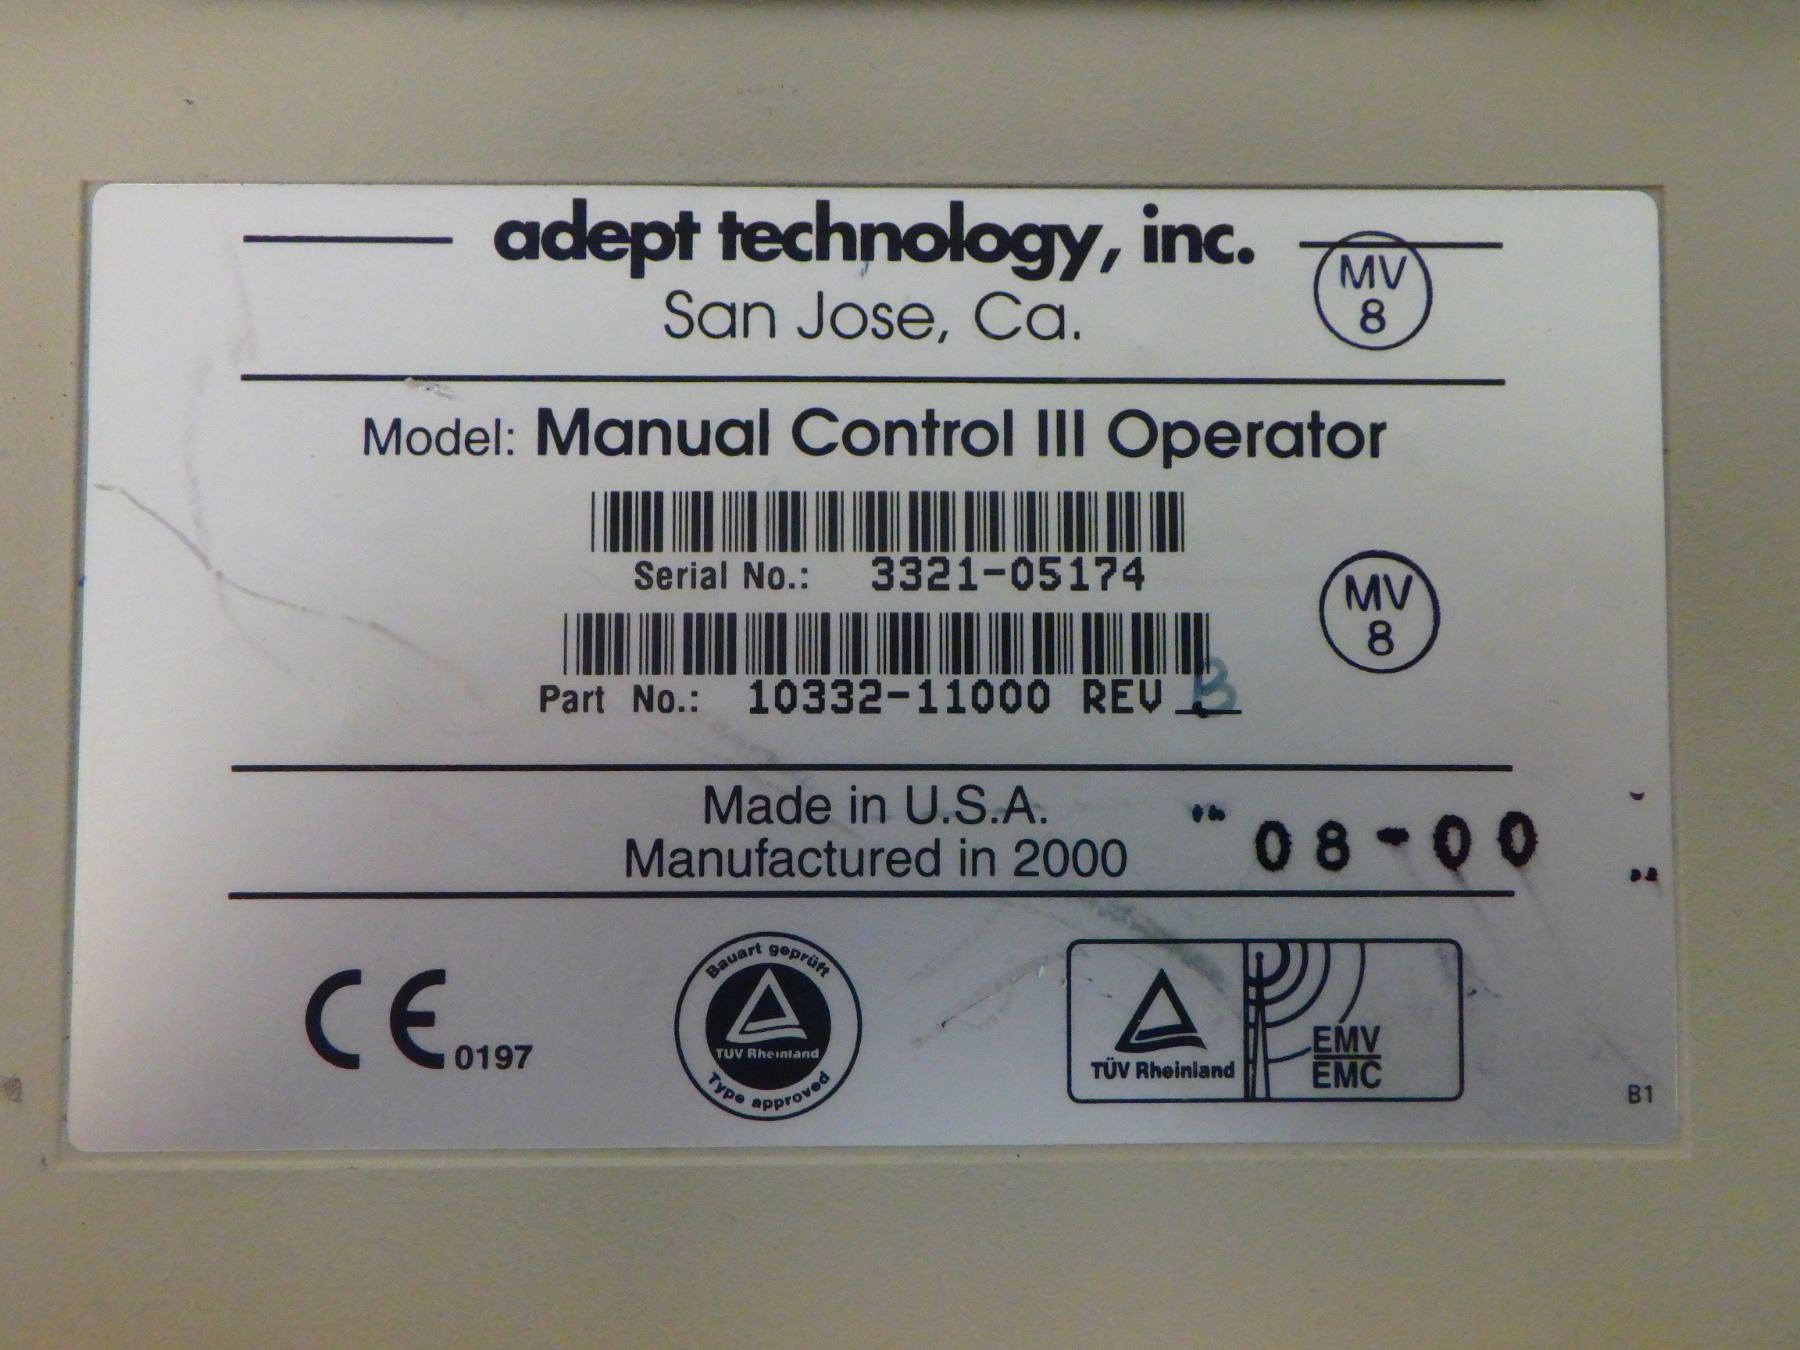 adept technology, inc.
San Jose, Ca.
MV
8
Model: Manual Control III Operator
Serial No.: 3321-05174
MV
8
Part No.: 10332-11000 REV B
Made in U.S.A.
Manufactured in 2000
08-00
CE 0197
Bauart geprüft
TÜV Rheinland
Type approved
TÜV Rheinland
EMV
EMC
B1